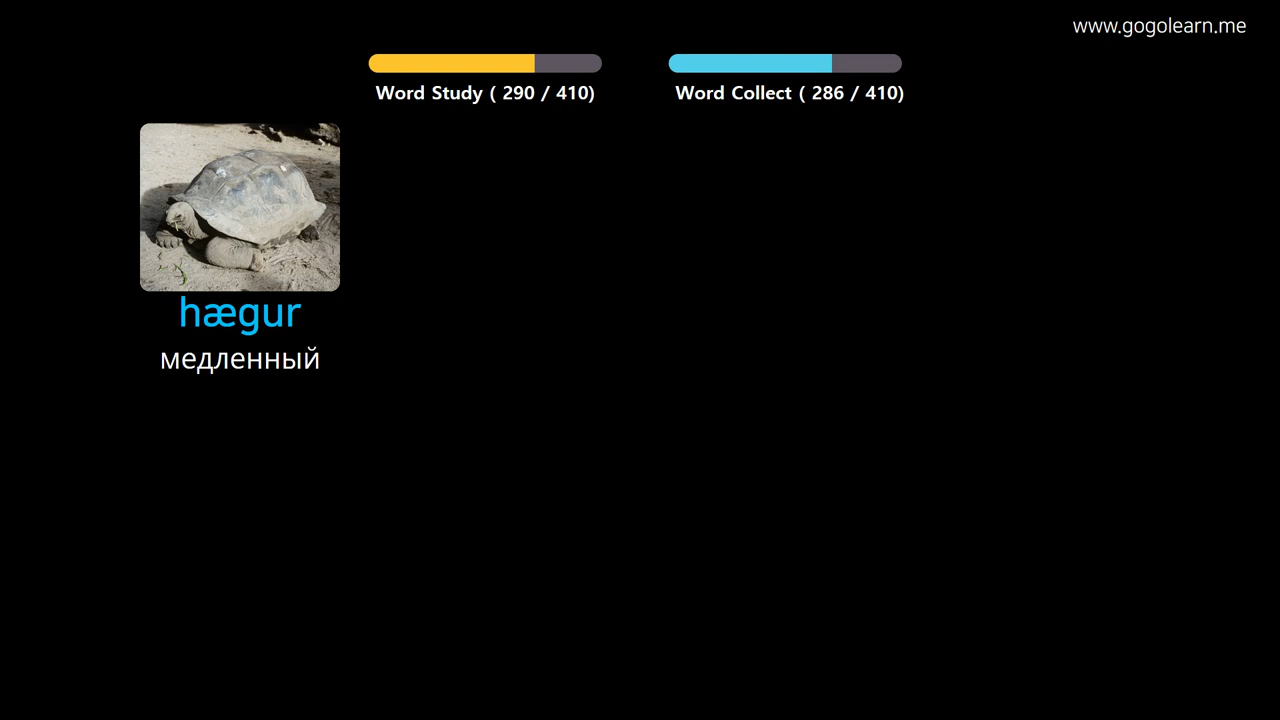 www.gogolearn.me
Word Study ( 290 / 410)
Word Collect ( 286 / 410)
hægur
медленный